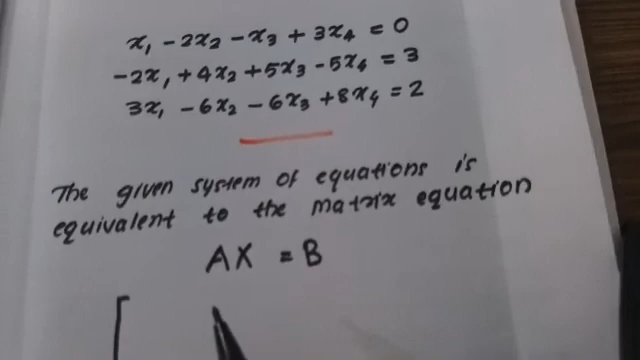 x₁ - 2x₂ - x₃ + 3x₄ = 0
-2x₁ + 4x₂ + 5x₃ - 5x₄ = 3
3x₁ - 6x₂ - 6x₃ + 8x₄ = 2
The given system of equations is
equivalent to the matrix equation
AX = B
[